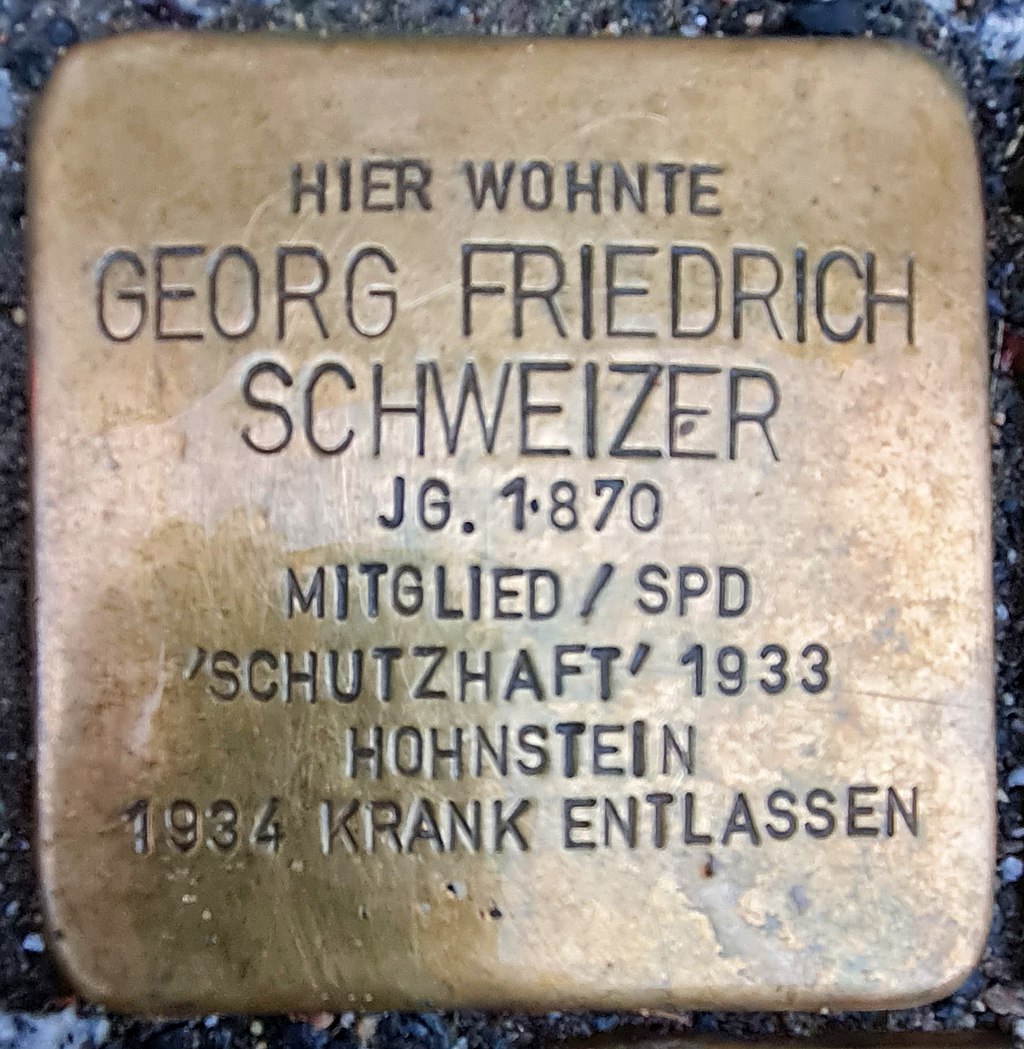 HIER WOHNTE
GEORG FRIEDRICH
SCHWEIZER
JG. 1870
MITGLIED / SPD
'SCHUTZHAFT' 1933
HOHNSTEIN
1934 KRANK ENTLASSEN